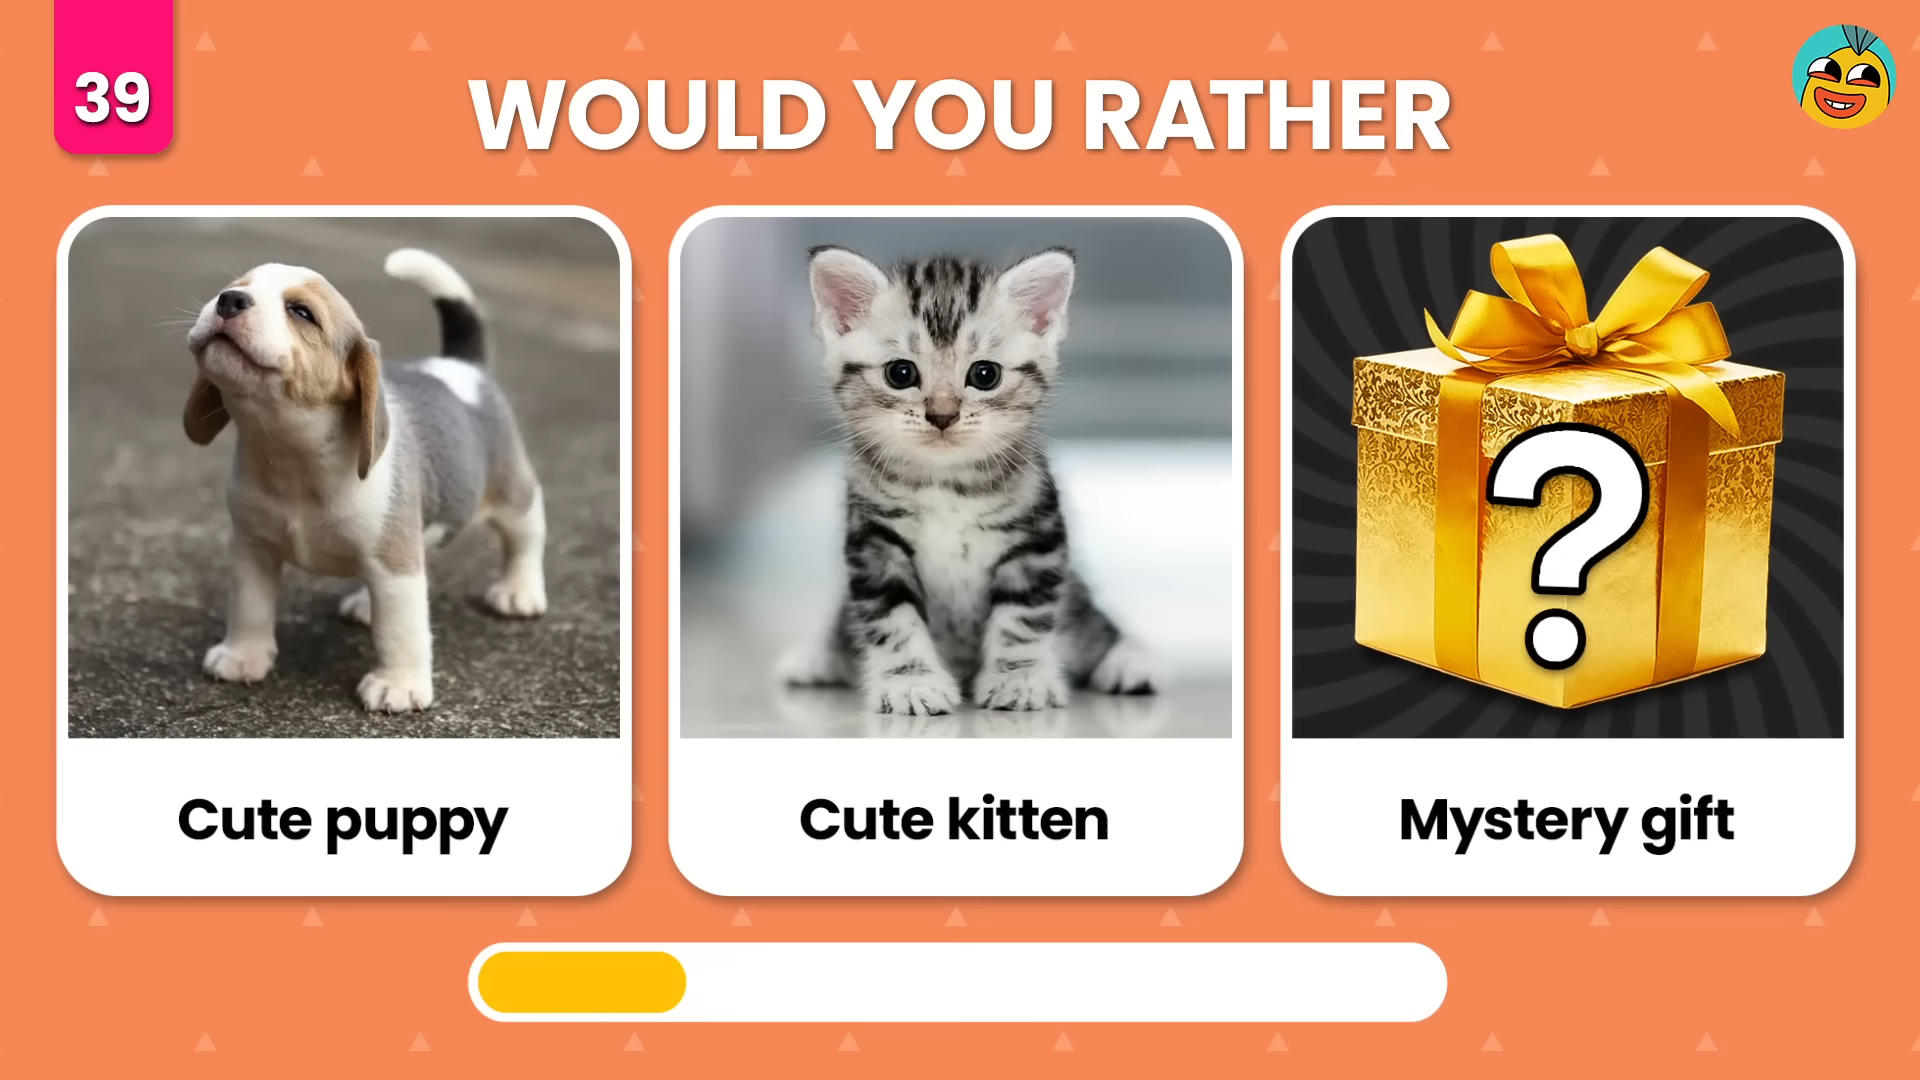 39
WOULD YOU RATHER
?
Cute puppy
Cute kitten
Mystery gift